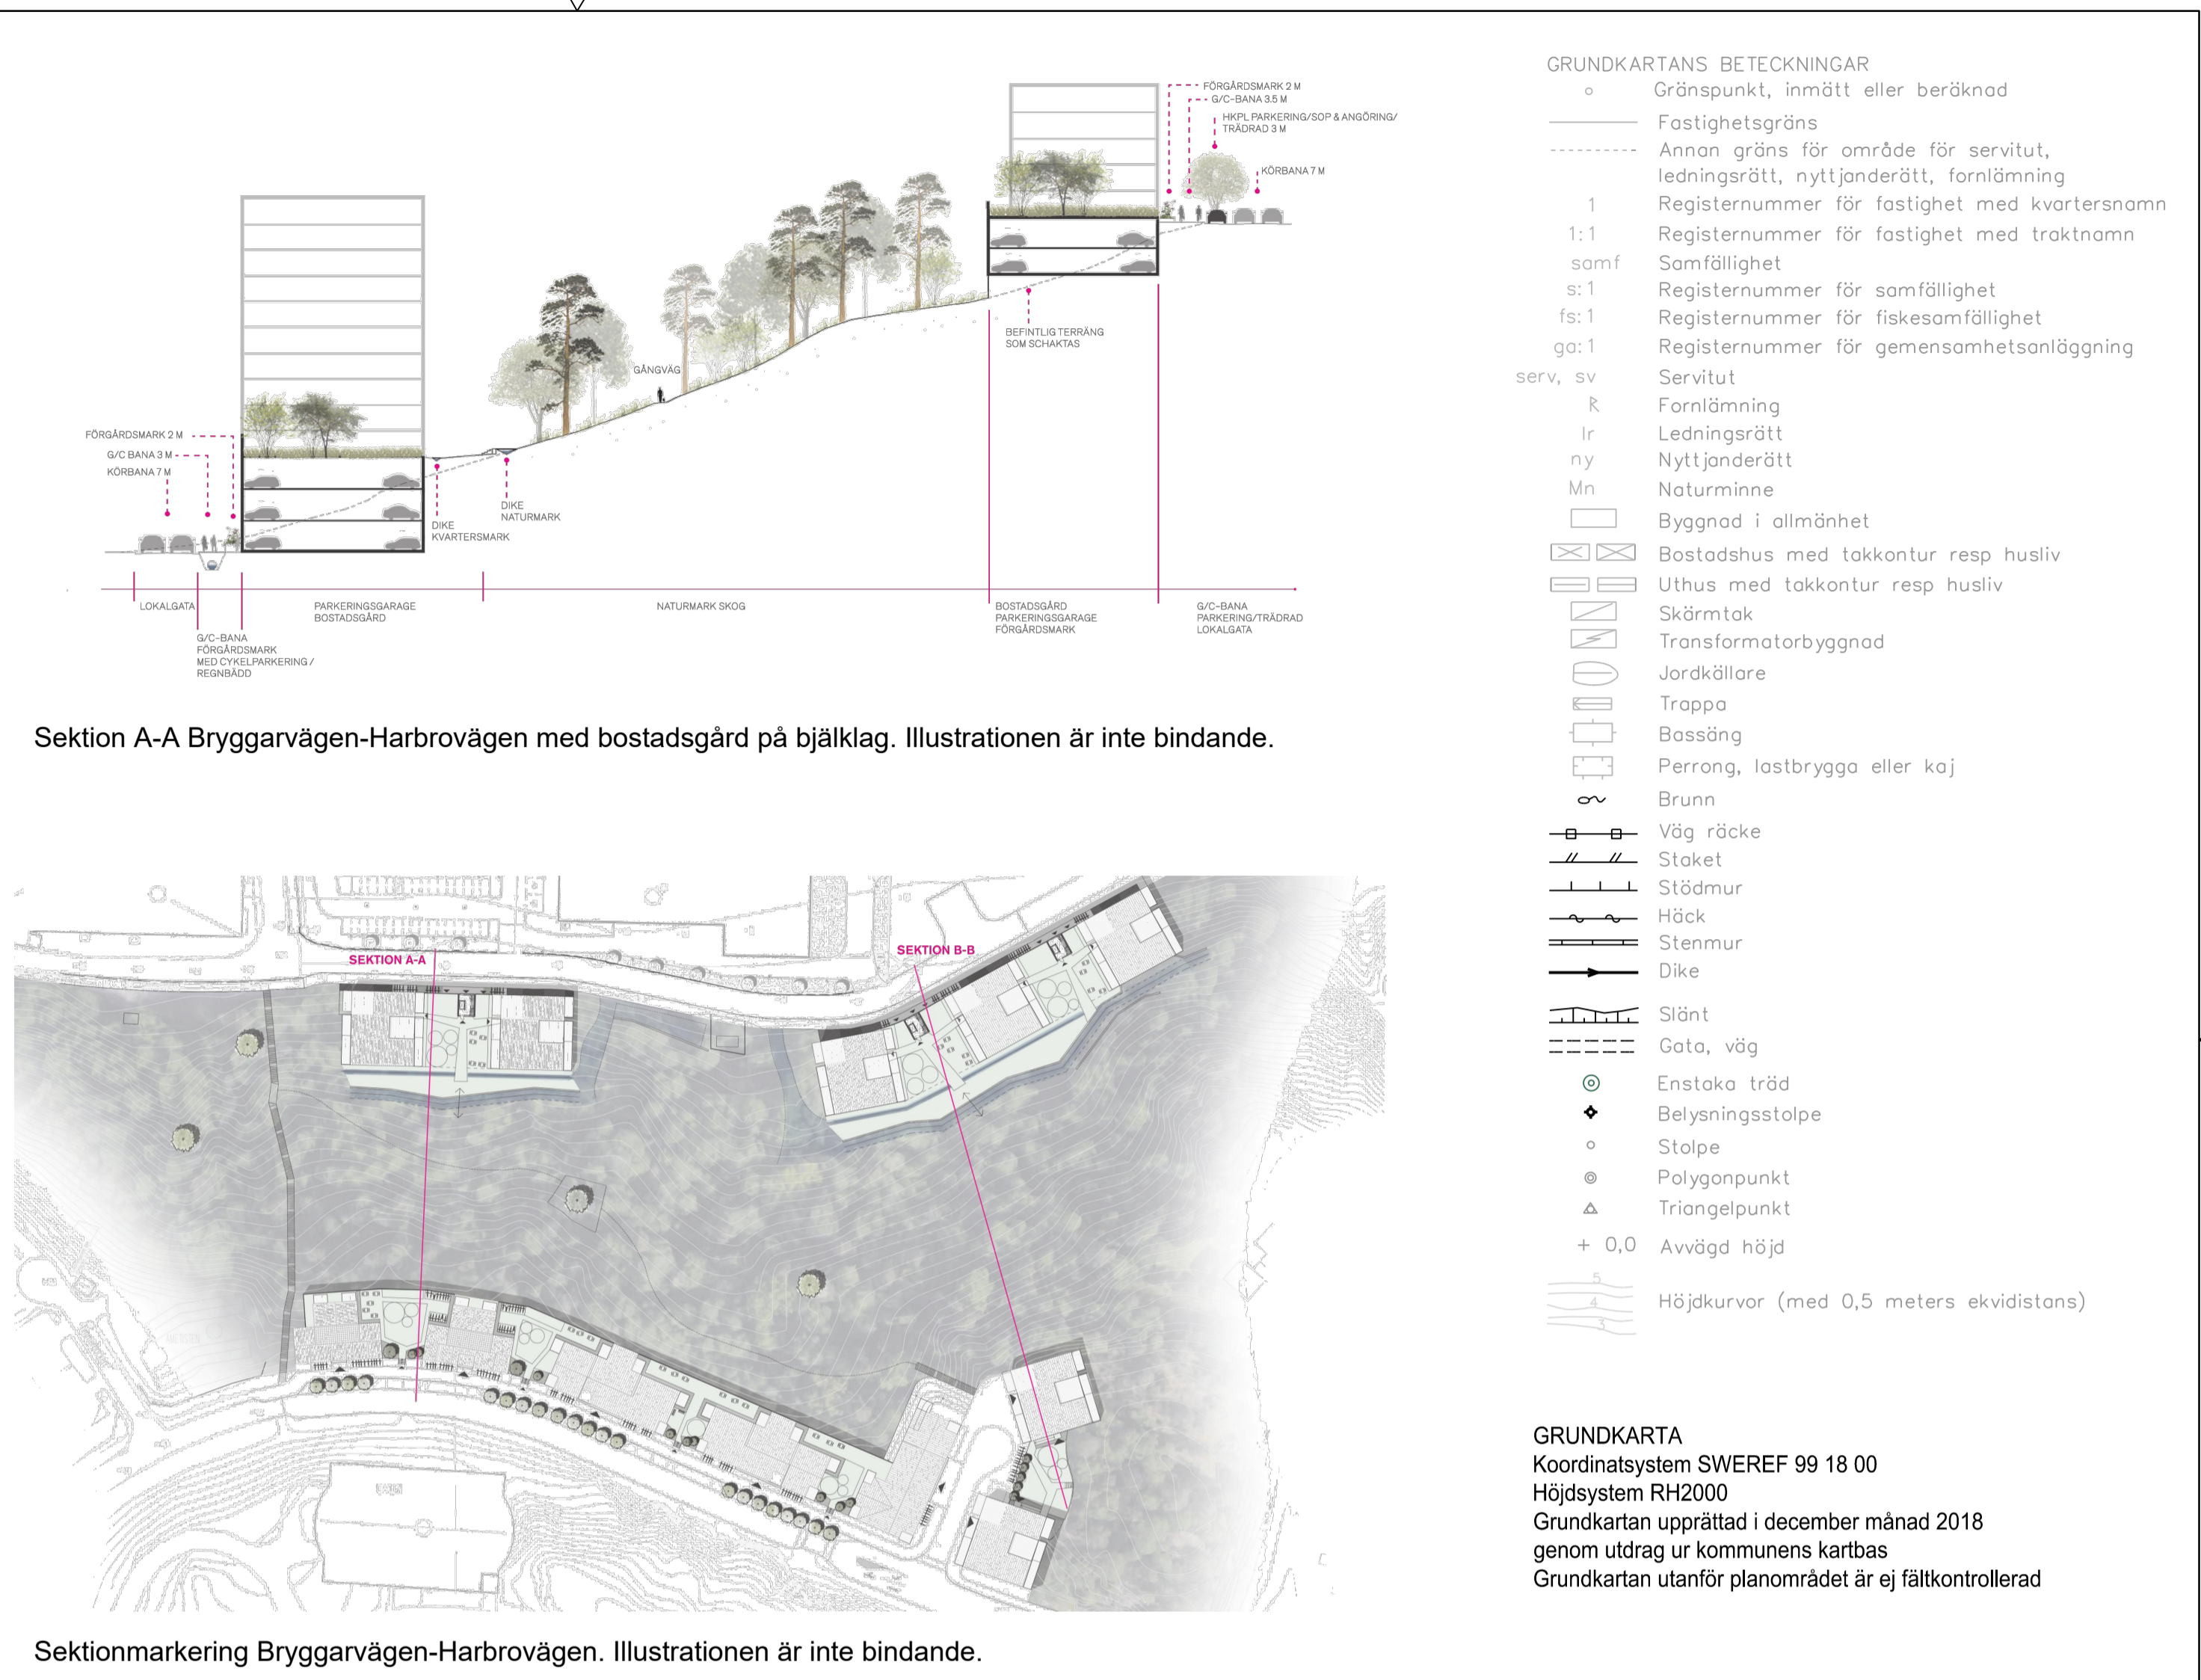 FÖRGÅRDSMARK 2 M
G/C-BANA 3.5 M
HKPL PARKERING/SOP & ANGÖRING/
TRÄDRAD 3 M
KÖRBANA 7 M
BEFINTLIG TERRÄNG
SOM SCHAKTAS
GÅNGVÄG
FÖRGÅRDSMARK 2 M
G/C BANA 3 M
KÖRBANA 7 M
DIKE
NATURMARK
DIKE
KVARTERSMARK
LOKALGATA
G/C-BANA
FÖRGÅRDSMARK
MED CYKELPARKERING /
REGNBÄDD
PARKERINGSGARAGE
BOSTADSGÅRD
NATURMARK SKOG
BOSTADSGÅRD
PARKERINGSGARAGE
FÖRGÅRDSMARK
G/C-BANA
PARKERING/TRÄDRAD
LOKALGATA
Sektion A-A Bryggarvägen-Harbrovägen med bostadsgård på bjälklag. Illustrationen är inte bindande.
SEKTION A-A
SEKTION B-B
Sektionmarkering Bryggarvägen-Harbrovägen. Illustrationen är inte bindande.
GRUNDKARTANS BETECKNINGAR
Gränspunkt, inmätt eller beräknad
Fastighetsgräns
Annan gräns för område för servitut,
ledningsrätt, nyttjanderätt, fornlämning
1 Registernummer för fastighet med kvartersnamn
1:1 Registernummer för fastighet med traktnamn
samf Samfällighet
s:1 Registernummer för samfällighet
fs:1 Registernummer för fiskesamfällighet
ga:1 Registernummer för gemensamhetsanläggning
serv, sv Servitut
R Fornlämning
lr Ledningsrätt
ny Nyttjanderätt
Mn Naturminne
Byggnad i allmänhet
Bostadshus med takkontur resp husliv
Uthus med takkontur resp husliv
Skärmtak
Transformatorbyggnad
Jordkällare
Trappa
Bassäng
Perrong, lastbrygga eller kaj
Brunn
Väg räcke
Staket
Stödmur
Häck
Stenmur
Dike
Slänt
Gata, väg
Enstaka träd
Belysningsstolpe
Stolpe
Polygonpunkt
Triangelpunkt
+ 0,0 Avvägd höjd
5
4
3
Höjdkurvor (med 0,5 meters ekvidistans)
GRUNDKARTA
Koordinatsystem SWEREF 99 18 00
Höjdsystem RH2000
Grundkartan upprättad i december månad 2018
genom utdrag ur kommunens kartbas
Grundkartan utanför planområdet är ej fältkontrollerad